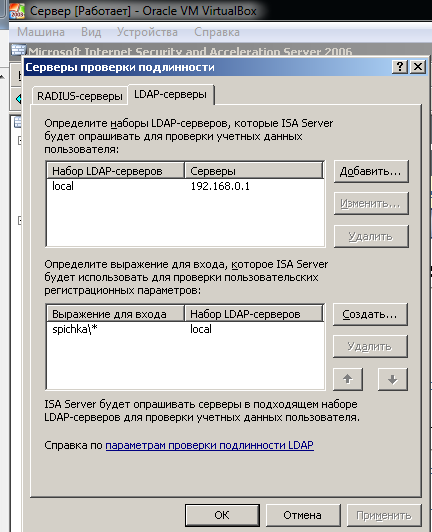 Сервер [Работает] - Oracle VM VirtualBox
Машина Вид Устройства Справка
Microsoft Internet Security and Acceleration Server 2006
Серверы проверки подлинности
RADIUS-серверы LDAP-серверы
Определите наборы LDAP-серверов, которые ISA Server
будет опрашивать для проверки учетных данных
пользователя:
Набор LDAP-серверов Серверы
local 192.168.0.1
Добавить...
Изменить...
Удалить
Определите выражение для входа, которое ISA Server
будет использовать для проверки пользовательских
регистрационных параметров:
Выражение для входа Набор LDAP-серверов
spichka\* local
Создать...
Удалить
ISA Server будет опрашивать серверы в подходящем наборе
LDAP-серверов для проверки учетных данных пользователя.
Справка по параметрам проверки подлинности LDAP
ОК Отмена Применить